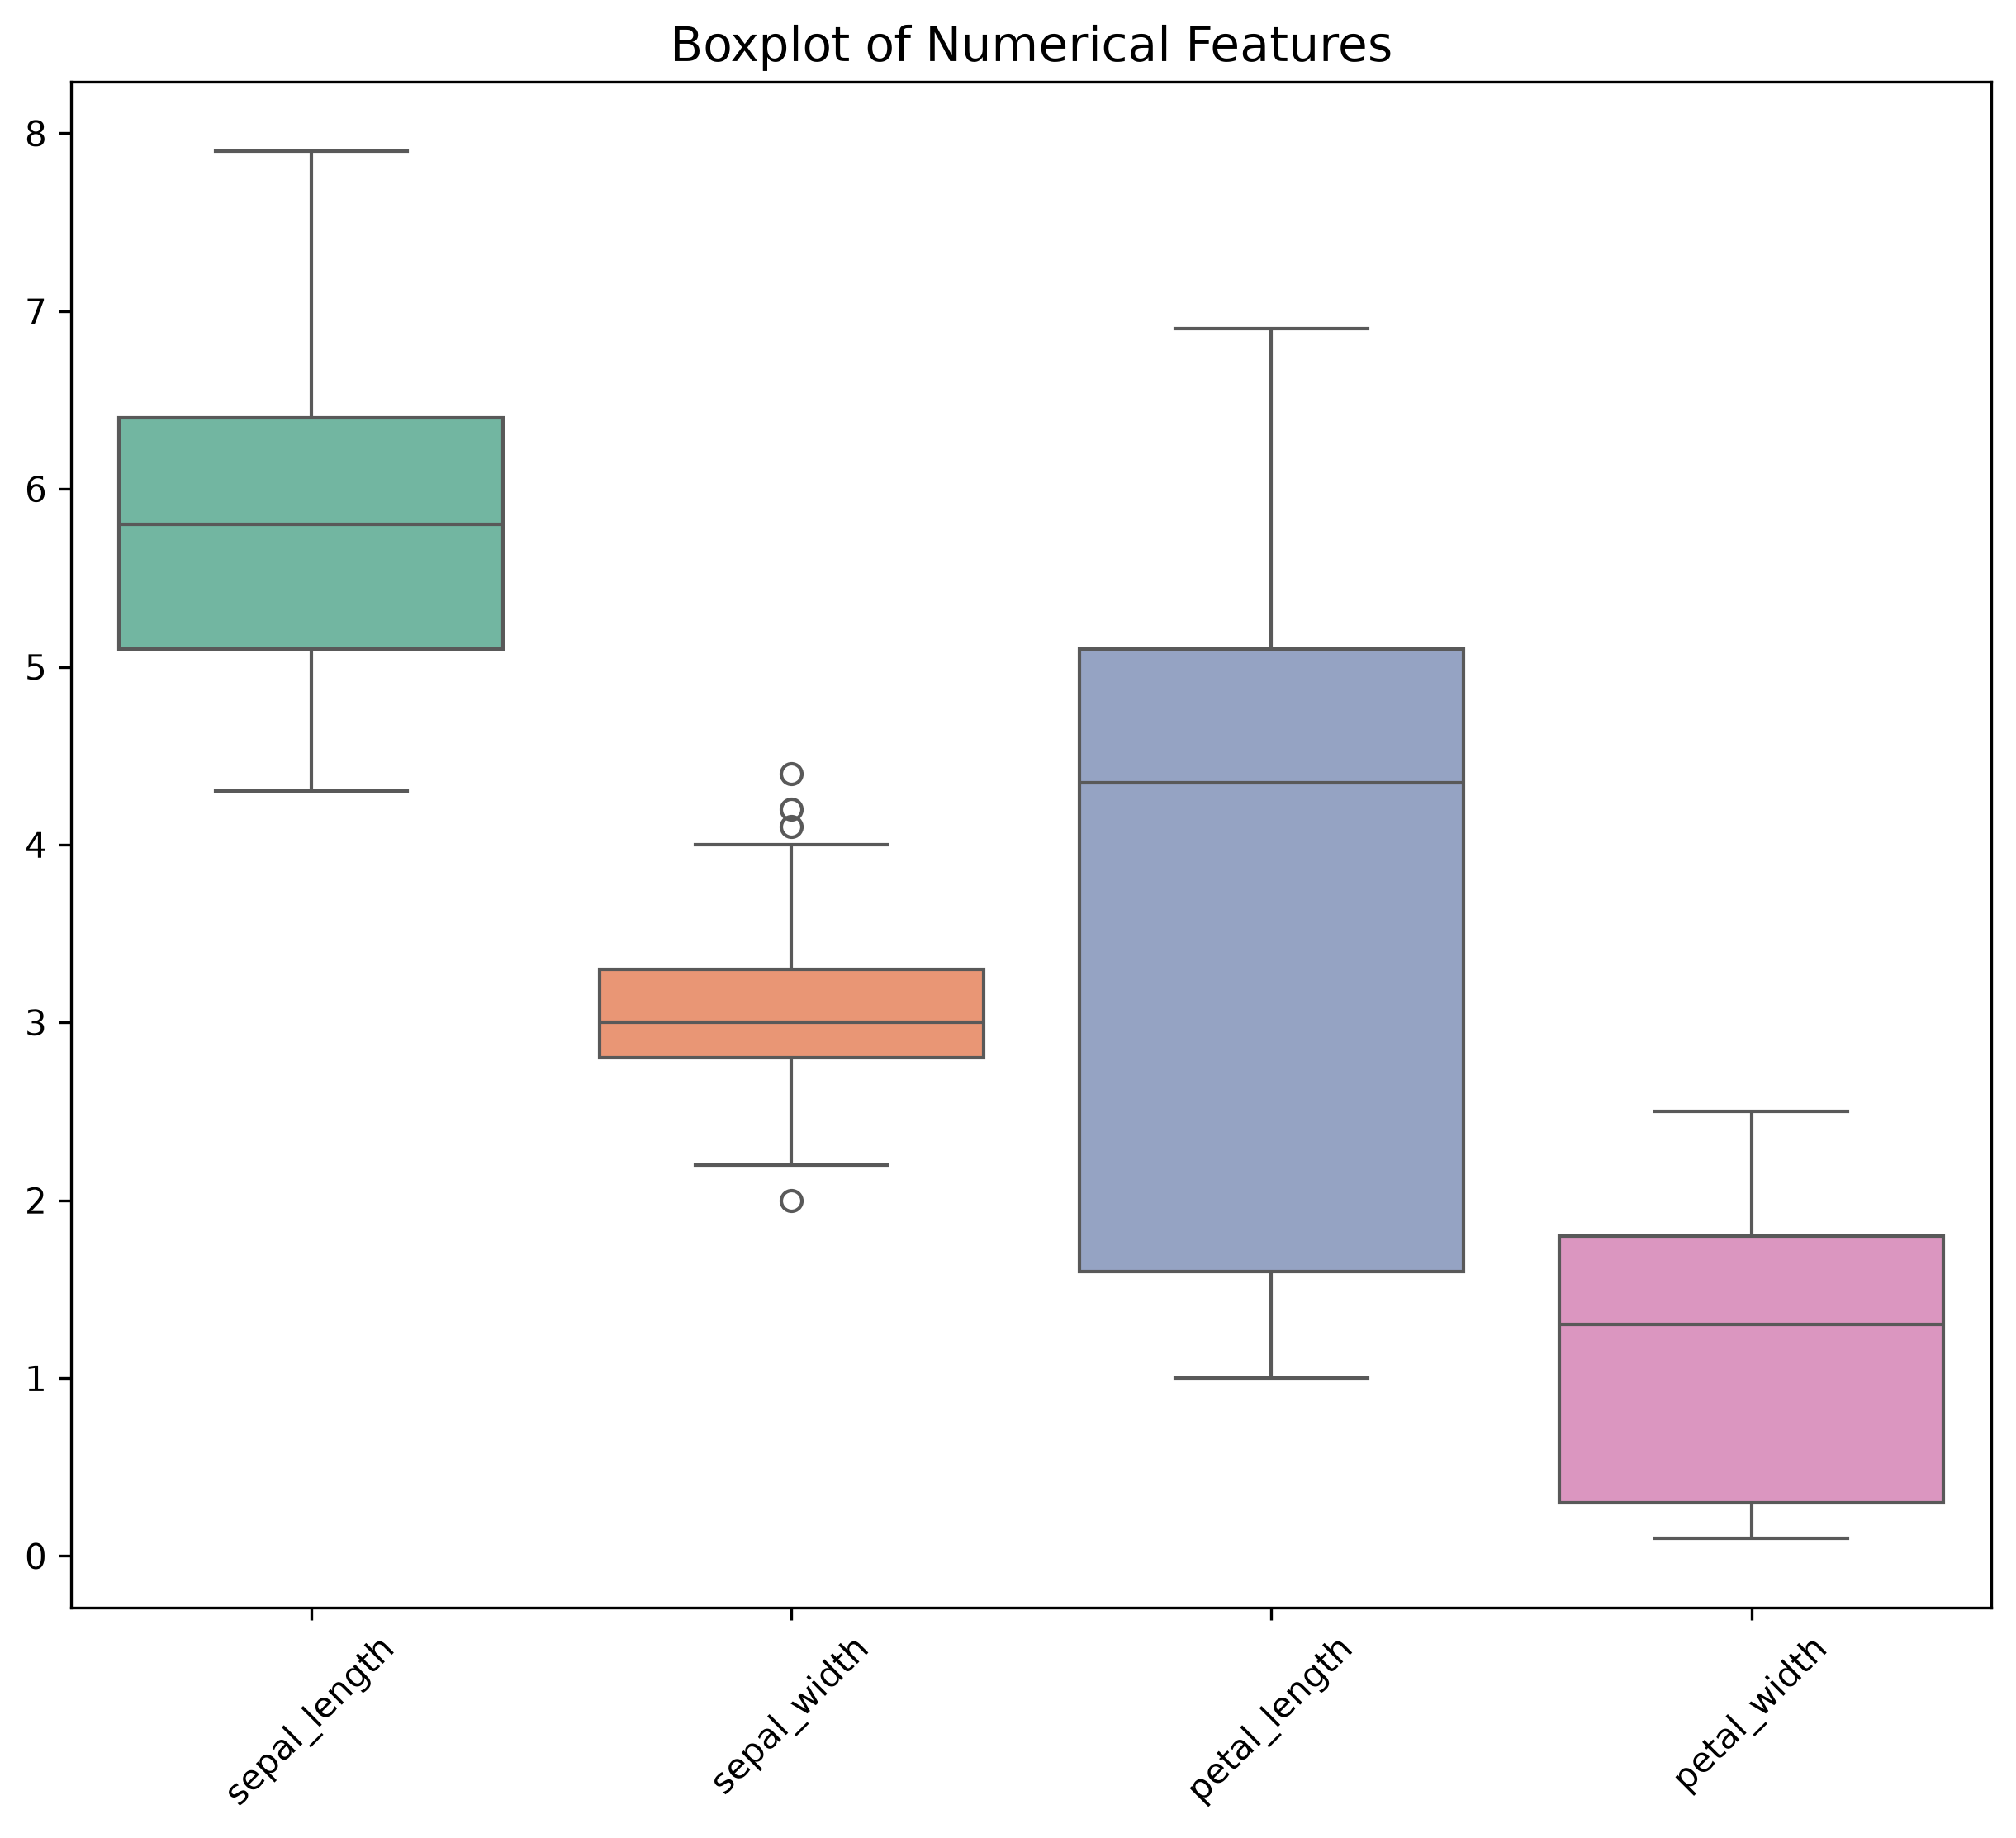 Boxplot of Numerical Features
8
7
6
5
4
3
2
1
0
sepal_length
sepal_width
petal_length
petal_width